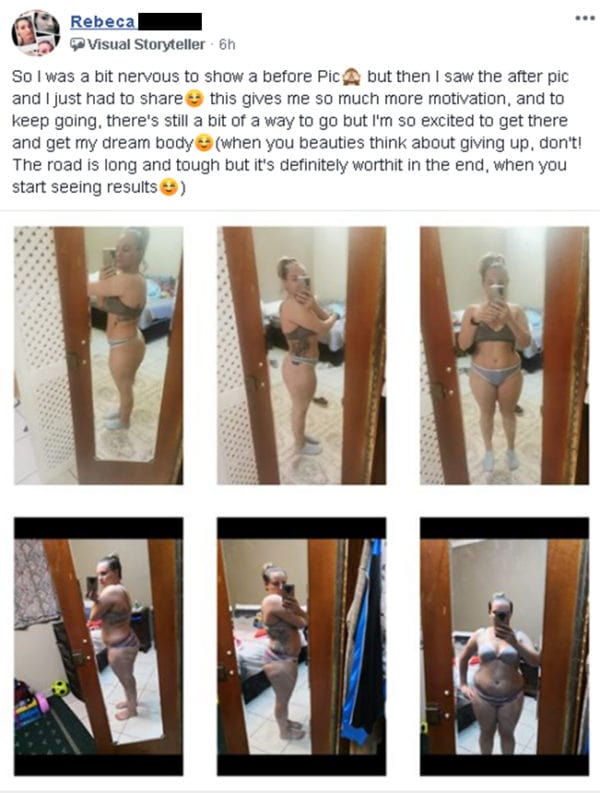 Rebeca
Visual Storyteller · 6h
So I was a bit nervous to show a before Pic🙈 but then I saw the after pic
and I just had to share😊 this gives me so much more motivation, and to
keep going, there's still a bit of a way to go but I'm so excited to get there
and get my dream body😊(when you beauties think about giving up, don't!
The road is long and tough but it's definitely worthit in the end, when you
start seeing results😊)